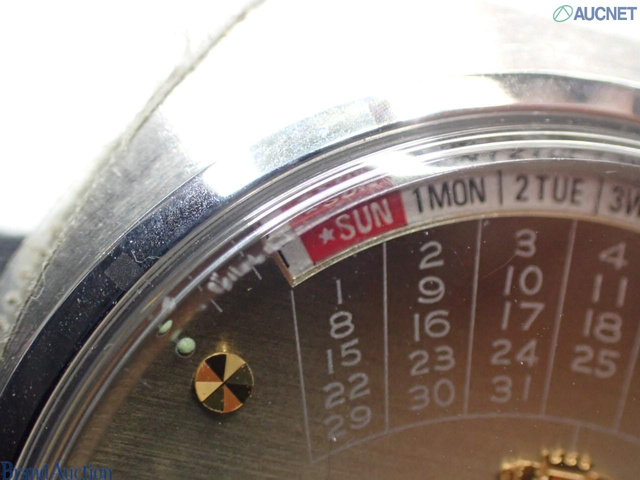 AUCNET
★SUN 1MON 2TUE 3W
1 2 3 4
8 9 10 11
15 16 17 18
22 23 24 25
29 30 31
Brand Auction